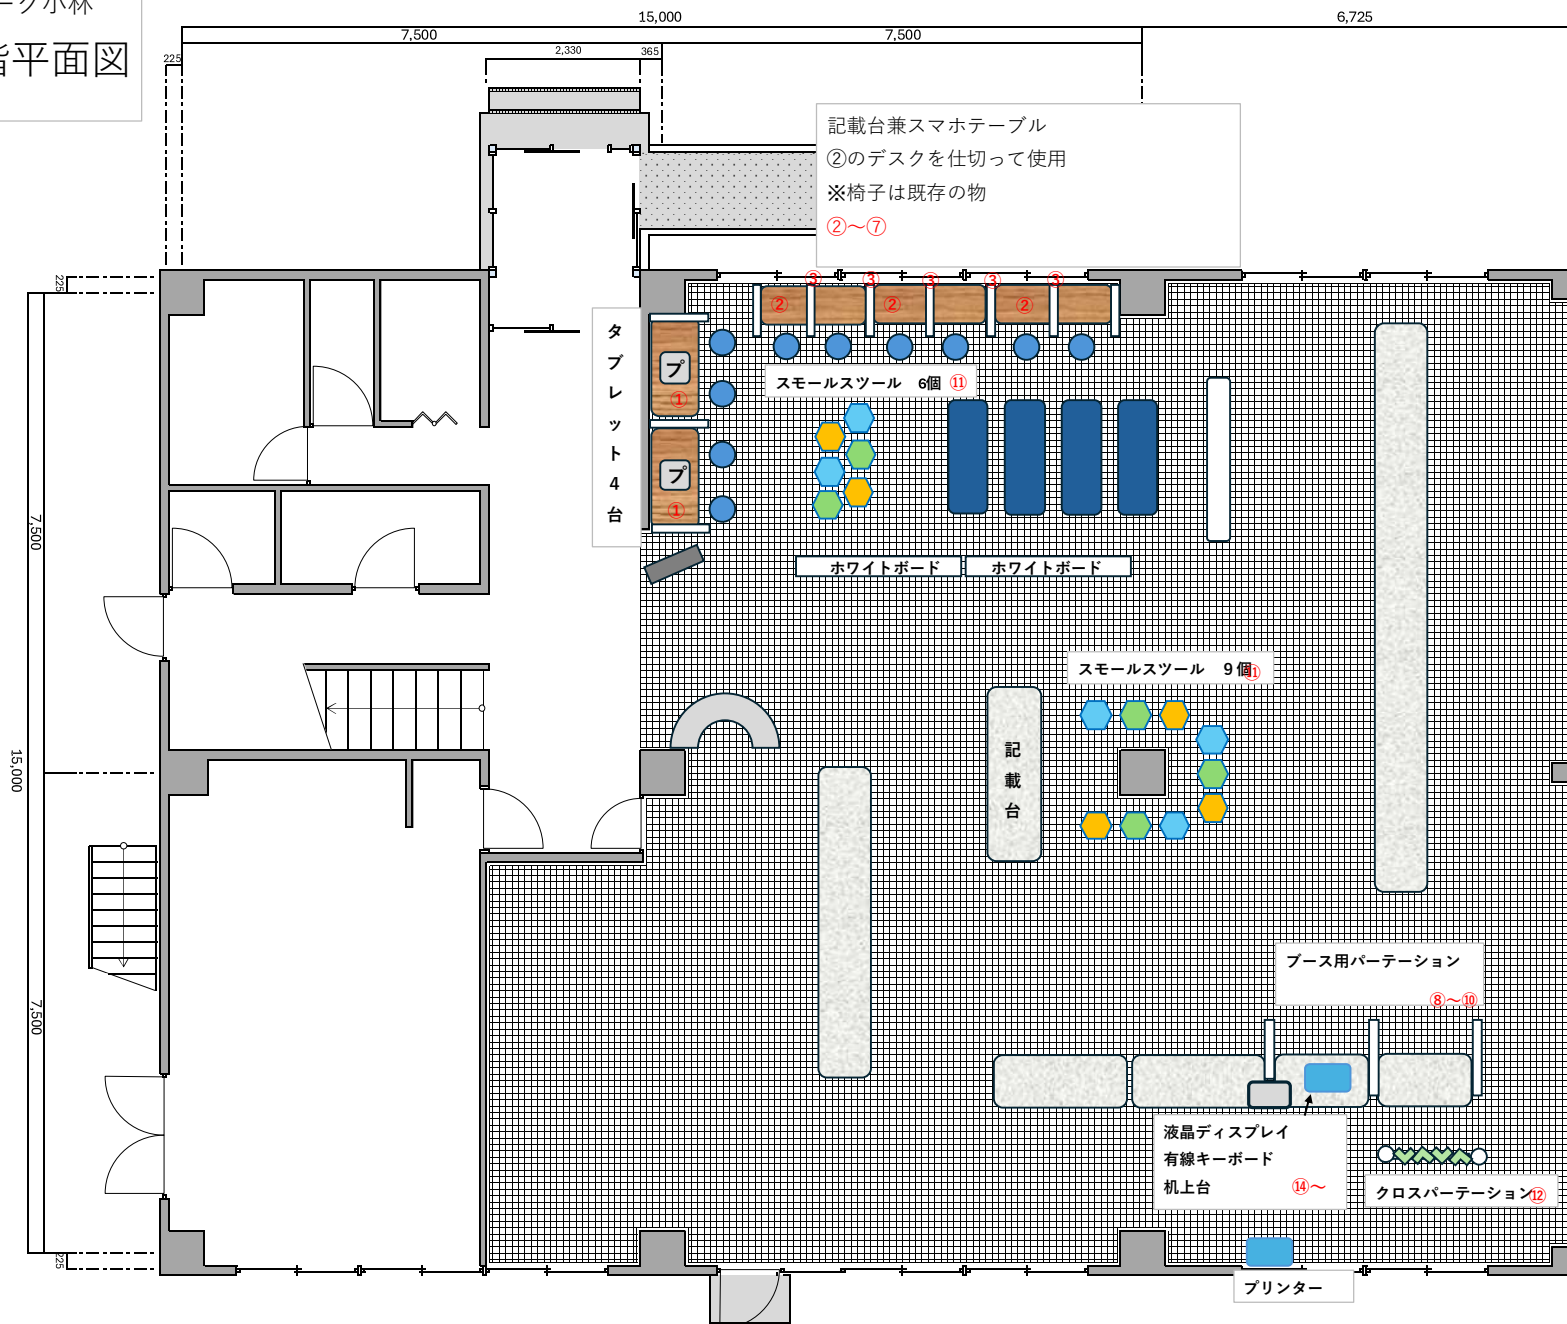 ーク小林
階平面図
15,000
6,725
7,500
7,500
2,330
365
225
記載台兼スマホテーブル
②のデスクを仕切って使用
※椅子は既存の物
②～⑦
225
③
③
③
③
③
②
②
②
タブレット4台
プ
①
プ
①
スモールスツール 6個 ⑪
7,500
ホワイトボード
ホワイトボード
スモールスツール 9個⑪
記載台
15,000
ブース用パーテーション
⑧～⑩
7,500
液晶ディスプレイ
有線キーボード
机上台 ⑭～
クロスパーテーション⑫
225
プリンター